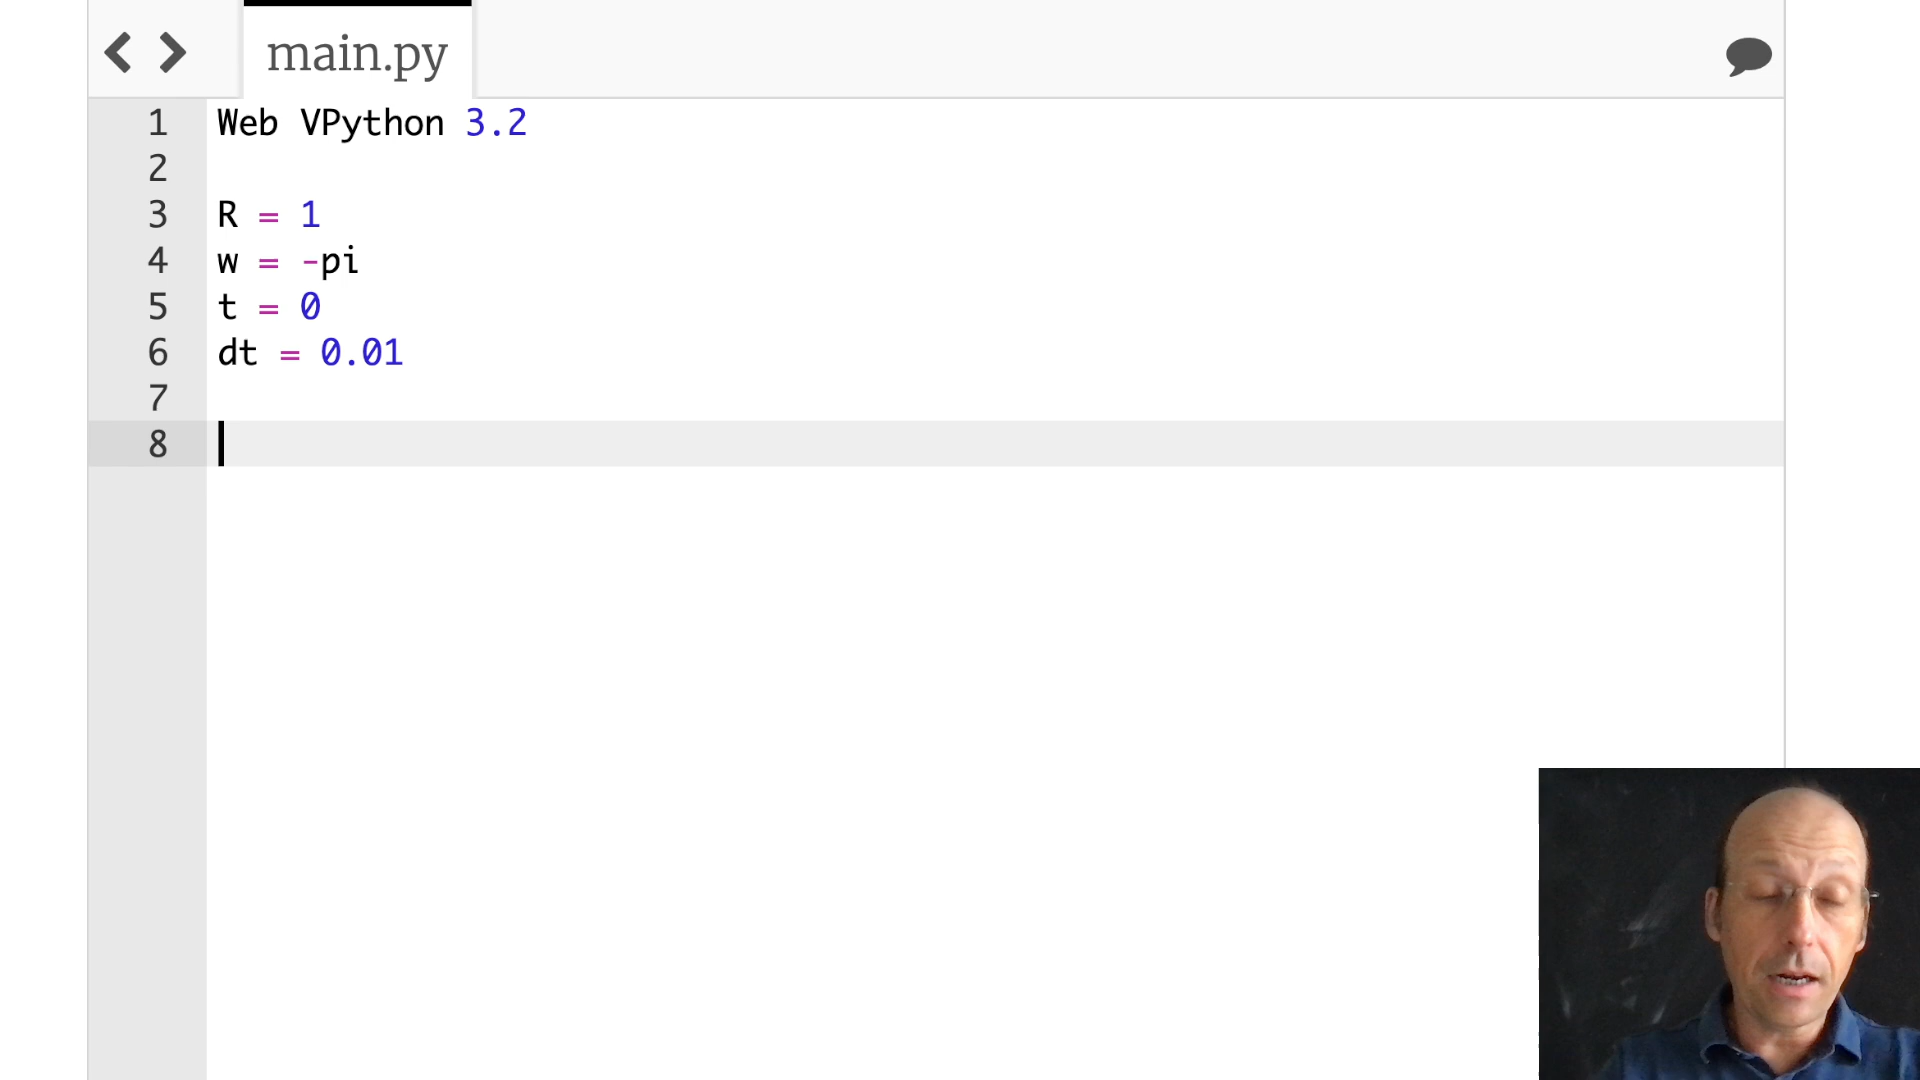 main.py
1 Web VPython 3.2
2
3 R = 1
4 w = -pi
5 t = 0
6 dt = 0.01
7
8